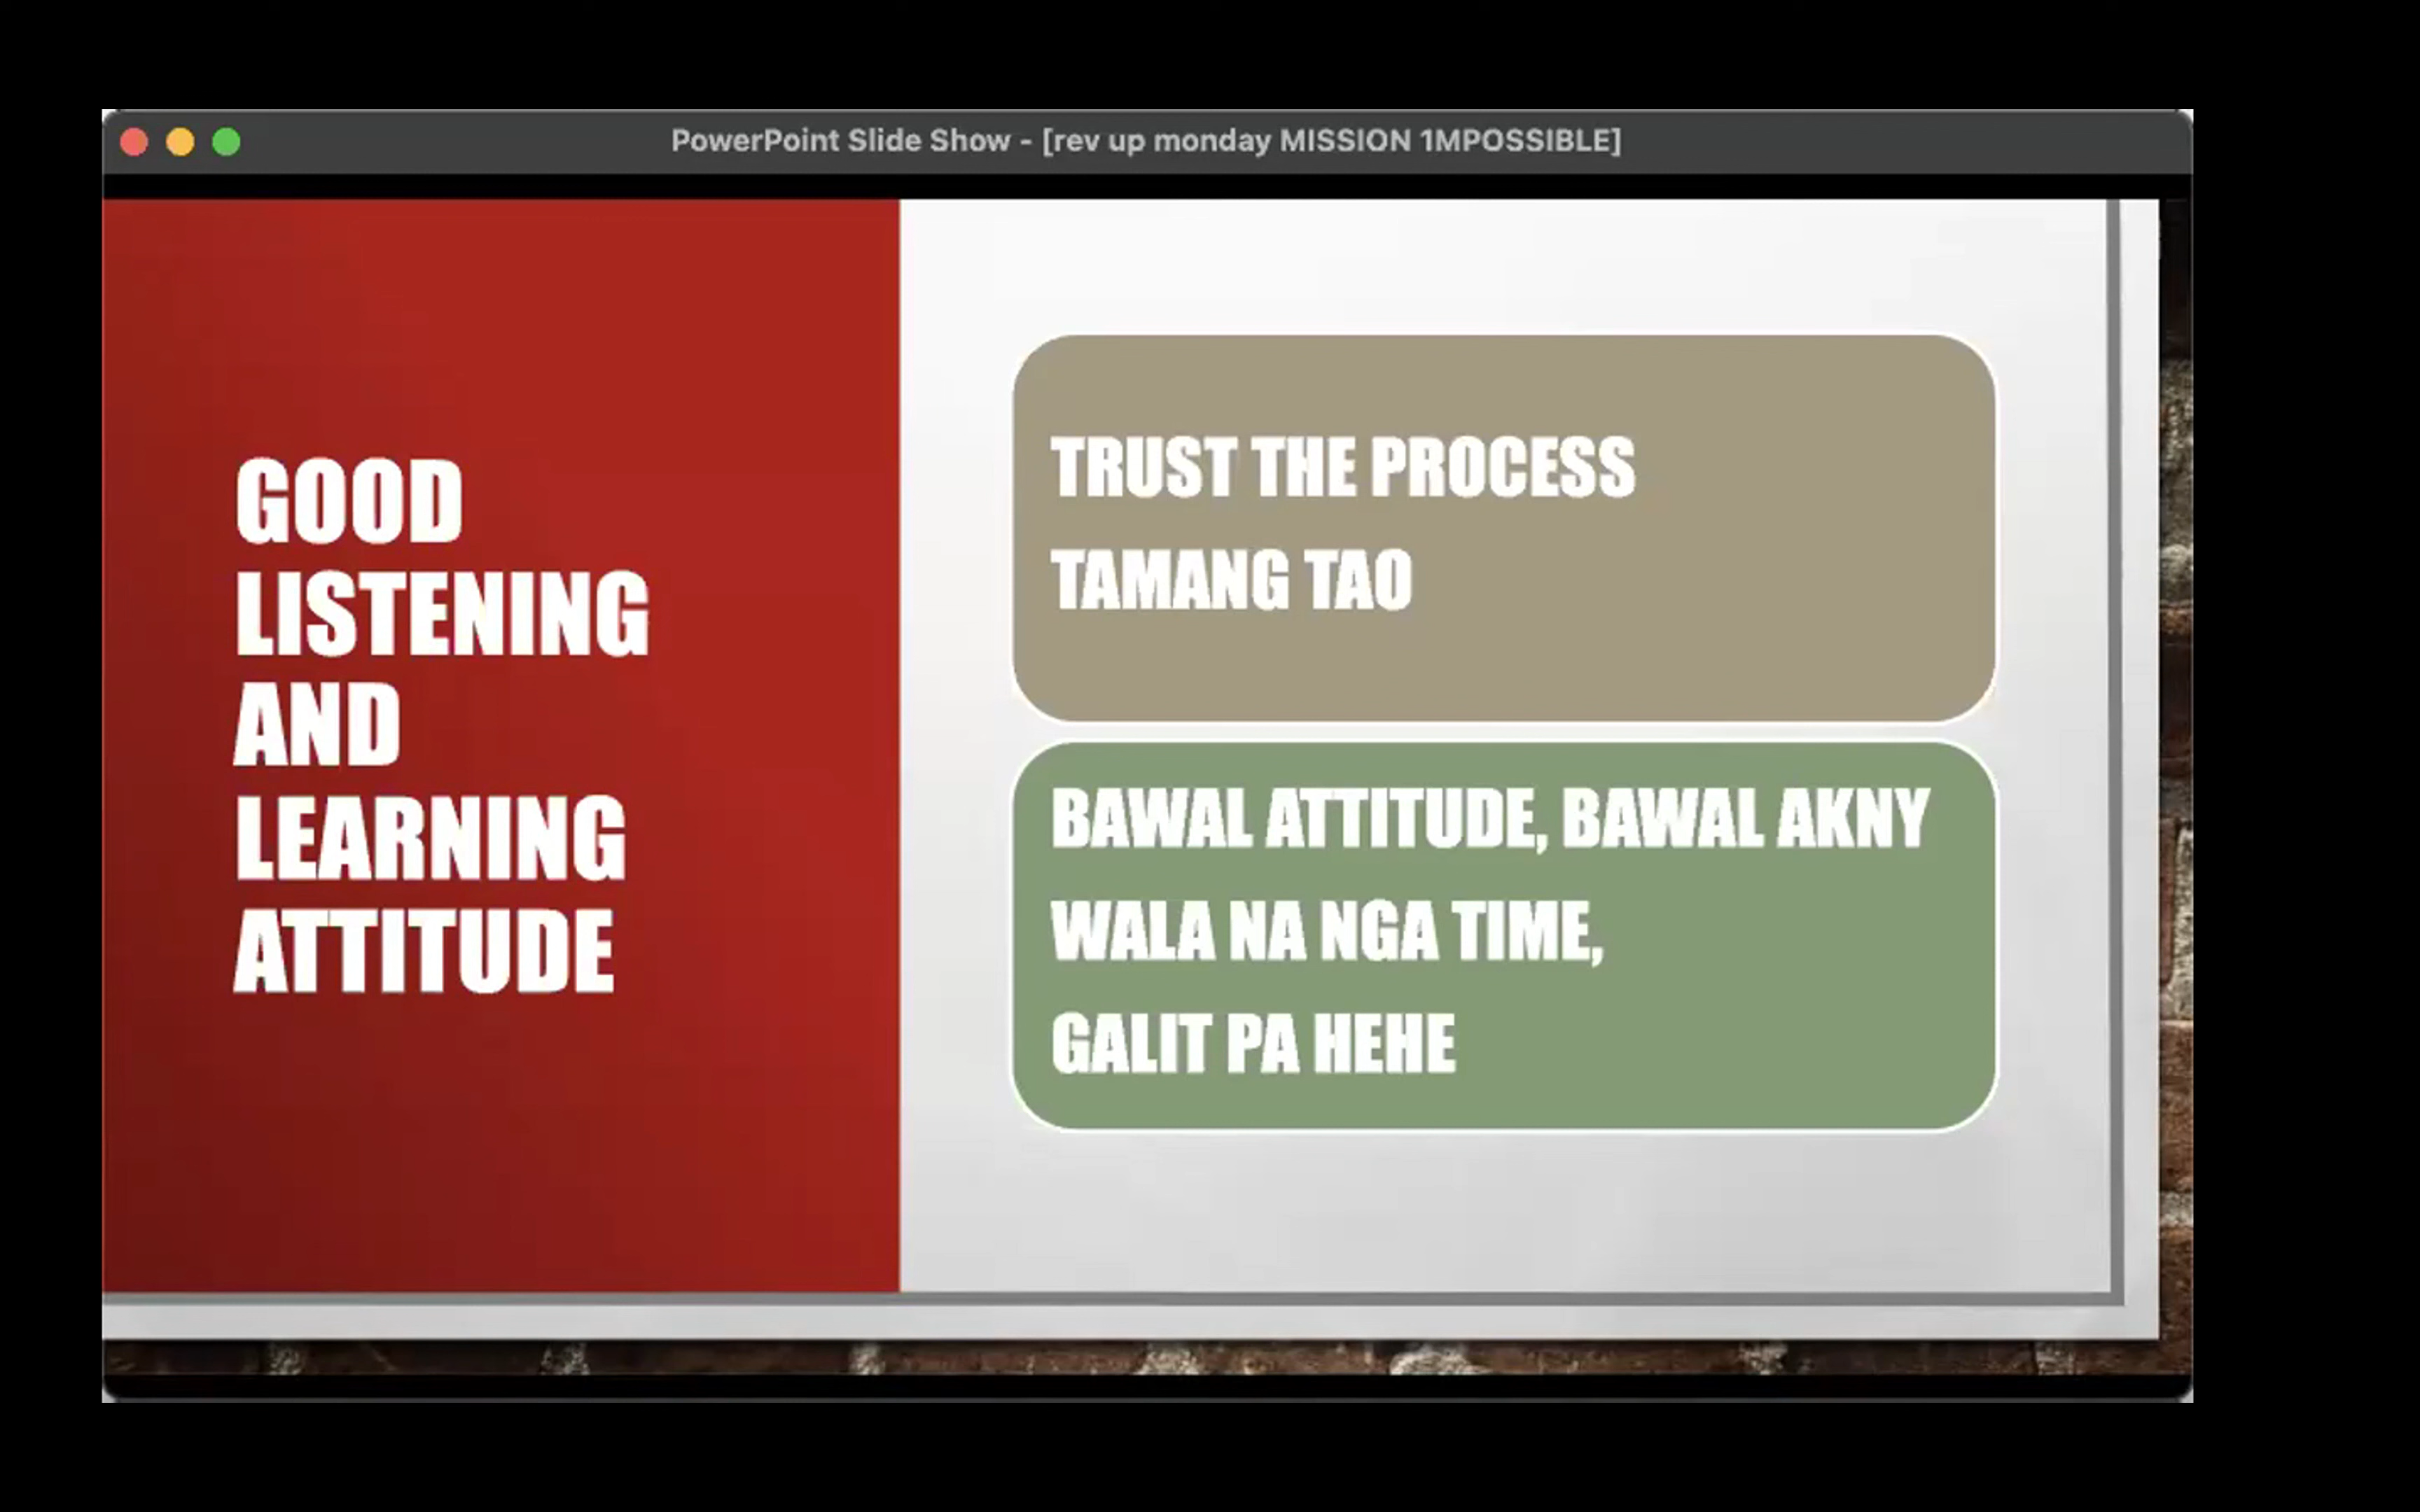 PowerPoint Slide Show - [rev up monday MISSION 1MPOSSIBLE]
GOOD
LISTENING
AND
LEARNING
ATTITUDE
TRUST THE PROCESS
TAMANG TAO
BAWAL ATTITUDE, BAWAL AKNY
WALA NA NGA TIME,
GALIT PA HEHE